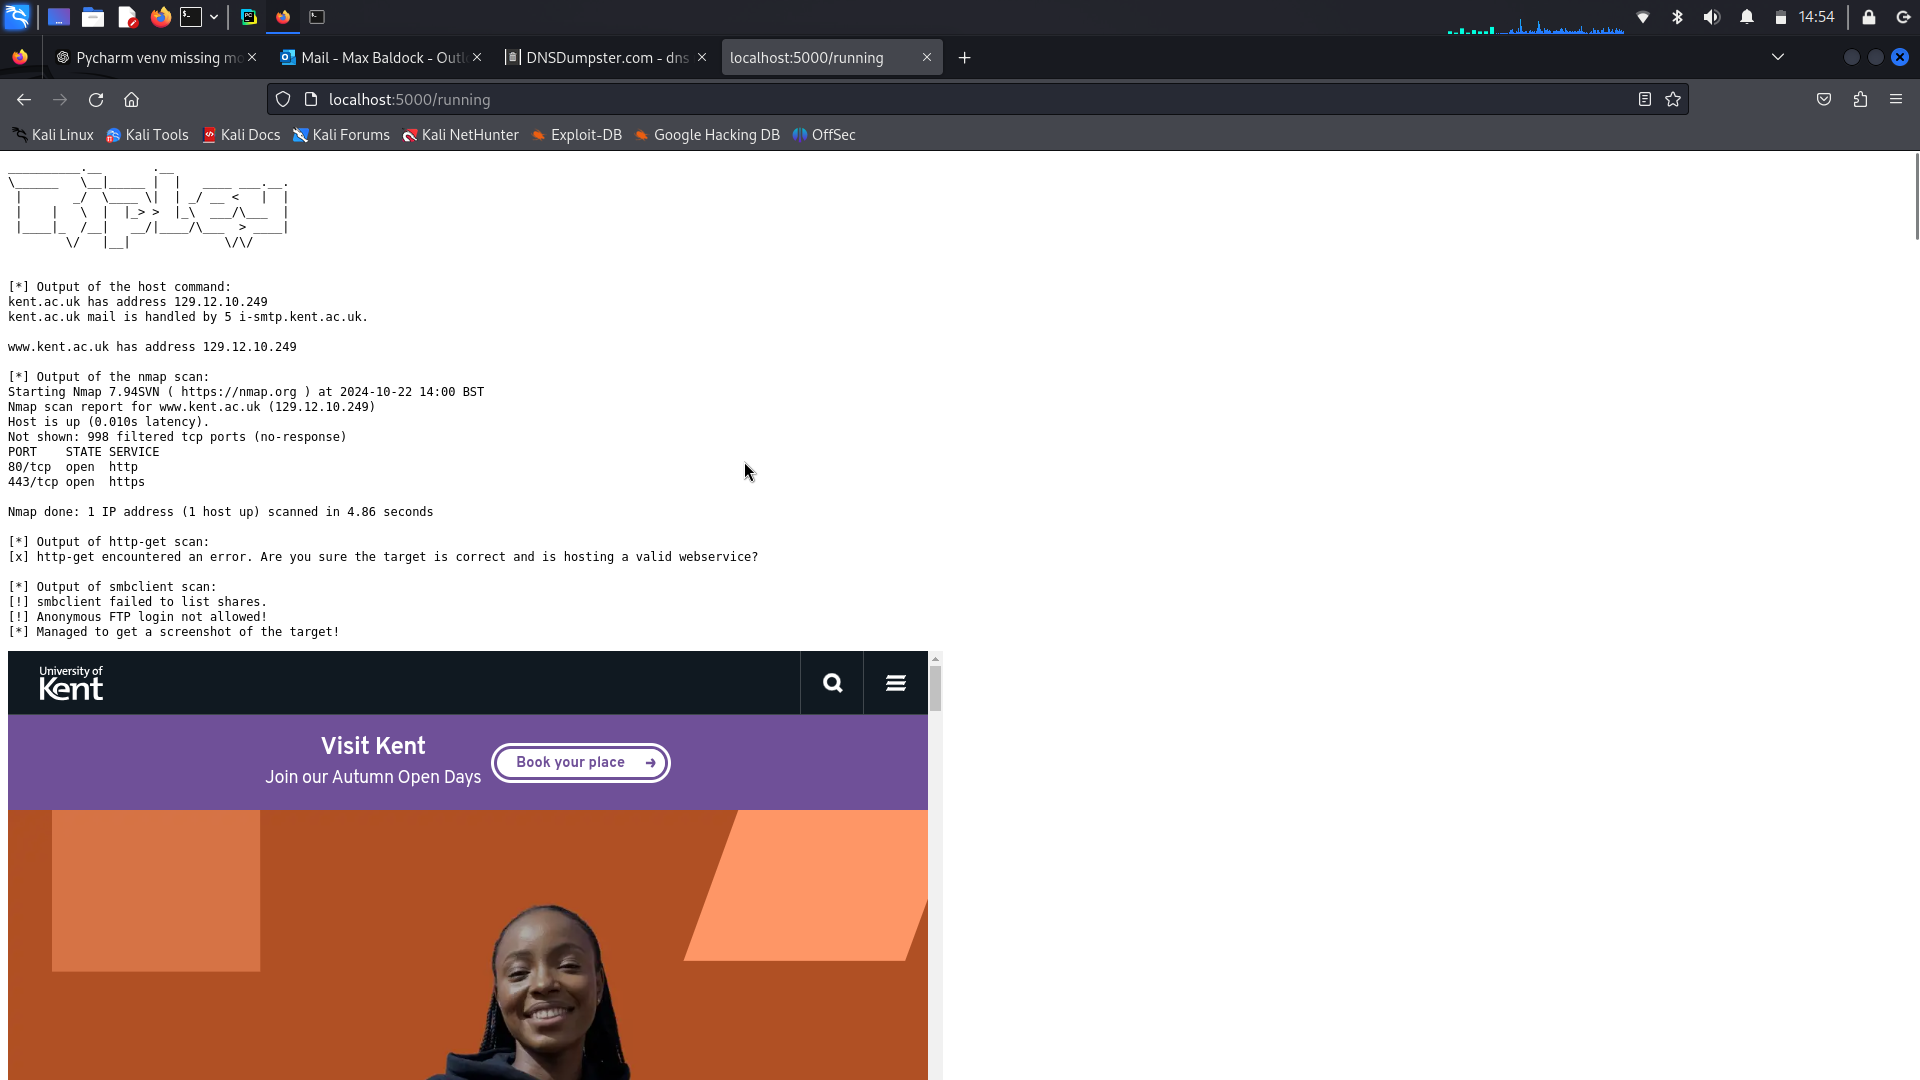 14:54
Pycharm venv missing mo
Mail - Max Baldock - Outlo
DNSDumpster.com - dns
localhost:5000/running
localhost:5000/running
Kali Linux
Kali Tools
Kali Docs
Kali Forums
Kali NetHunter
Exploit-DB
Google Hacking DB
OffSec
[*] Output of the host command:
kent.ac.uk has address 129.12.10.249
kent.ac.uk mail is handled by 5 i-smtp.kent.ac.uk.
www.kent.ac.uk has address 129.12.10.249
[*] Output of the nmap scan:
Starting Nmap 7.94SVN ( https://nmap.org ) at 2024-10-22 14:00 BST
Nmap scan report for www.kent.ac.uk (129.12.10.249)
Host is up (0.010s latency).
Not shown: 998 filtered tcp ports (no-response)
PORT    STATE SERVICE
80/tcp  open  http
443/tcp open  https
Nmap done: 1 IP address (1 host up) scanned in 4.86 seconds
[*] Output of http-get scan:
[x] http-get encountered an error. Are you sure the target is correct and is hosting a valid webservice?
[*] Output of smbclient scan:
[!] smbclient failed to list shares.
[!] Anonymous FTP login not allowed!
[*] Managed to get a screenshot of the target!
University of
Kent
Visit Kent
Join our Autumn Open Days
Book your place